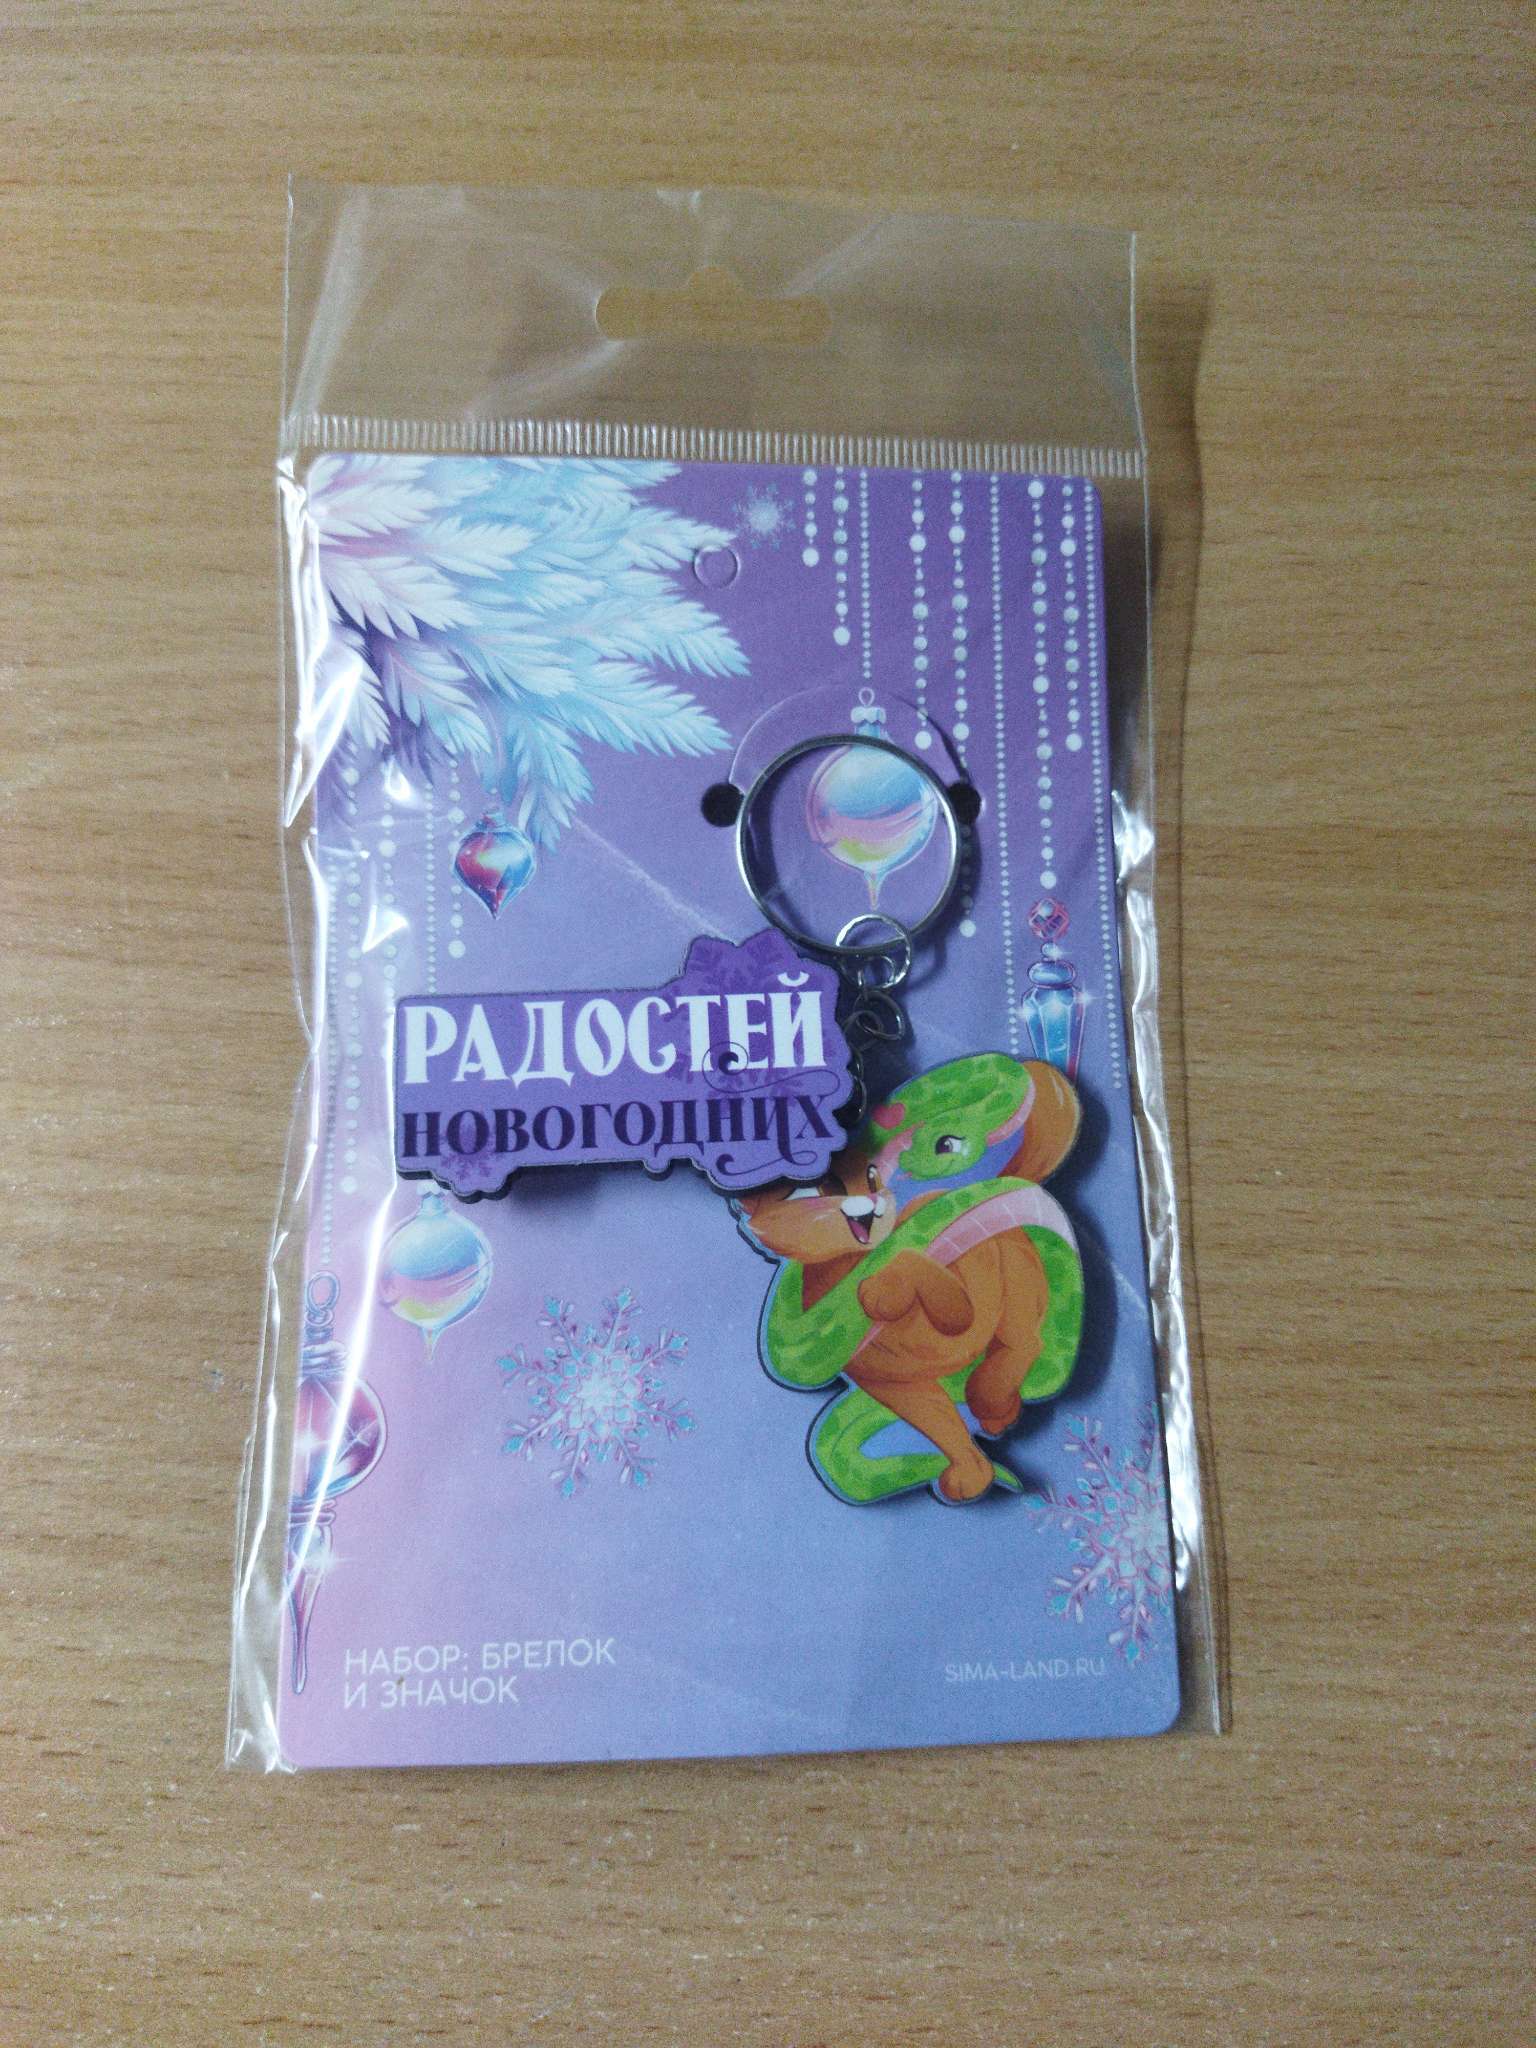 РАДОСТЕЙ
НОВОГОДНИХ
НАБОР: БРЕЛОК
И ЗНАЧОК
SIMA-LAND.RU